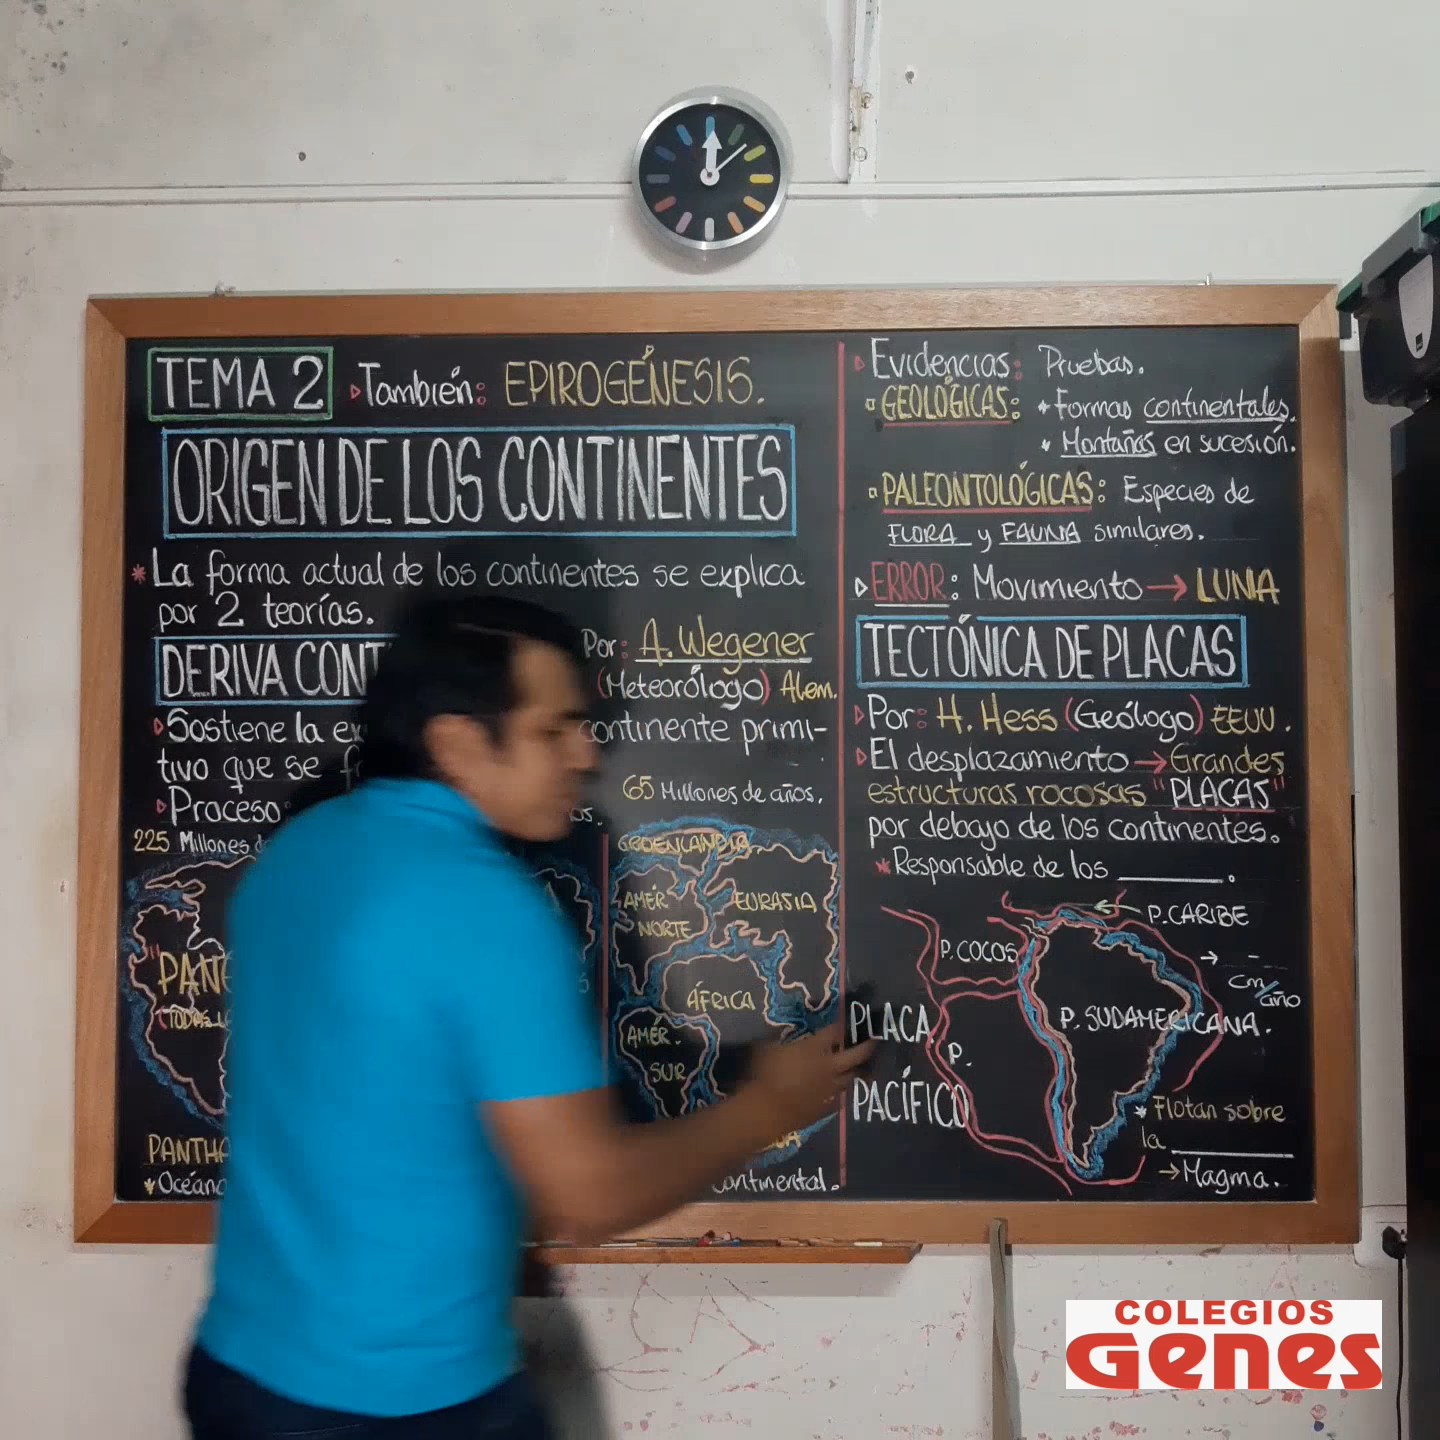 TEMA 2
▹También: EPIROGÉNESIS.
ORIGEN DE LOS CONTINENTES
* La forma actual de los continentes se explica
por 2 teorías.
DERIVA
Por: A. Wegener
(Meteorólogo) Alem.
▹Sostiene la
continente primi-
tivo que se
▹Proceso:
225 Millones
65 Millones de años.
GROENLANDIA
AMÉR.
NORTE
EURASIA
ÁFRICA
AMÉR.
SUR
▹Evidencias: Pruebas.
▫GEOLÓGICAS: * Formas continentales.
* Montañas en sucesión.
▫PALEONTOLÓGICAS: Especies de
FLORA y FAUNA similares.
▹ERROR: Movimiento → LUNA
TECTÓNICA DE PLACAS
▹Por: H. Hess (Geólogo) EEUU.
▹El desplazamiento → Grandes
estructuras rocosas "PLACAS"
por debajo de los continentes.
*Responsable de los ________.
P. CARIBE
P. COCOS
→ - cm/año
PLACA
P. SUDAMERICANA.
P.
PACÍFICO
* Flotan sobre
la ________
→Magma.
COLEGIOS
Genes